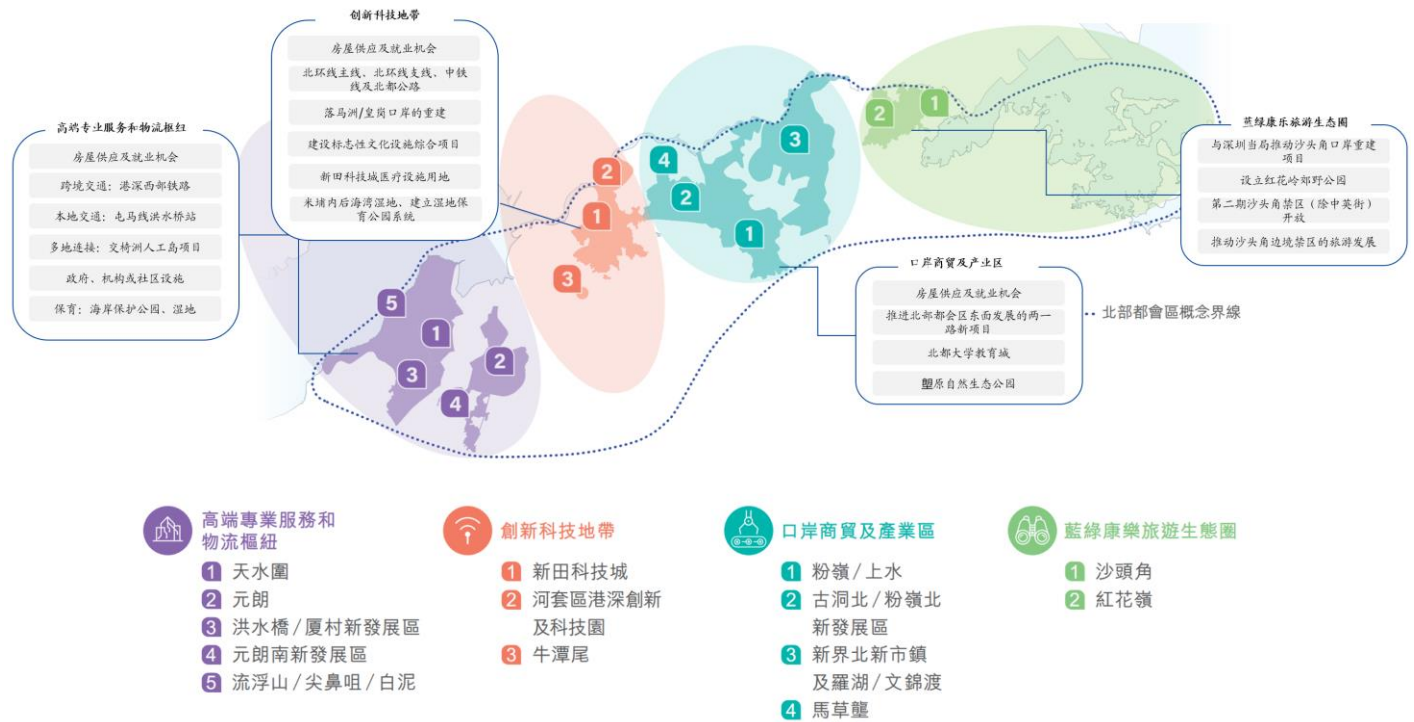 创新科技地带
房屋供应及就业机会
北环线主线、北环线支线、中铁
线及北都公路
落马洲/皇岗口岸的重建
建设标志性文化设施综合项目
新田科技城医疗设施用地
米埔内后海湾湿地、建立湿地保
育公园系统
高端专业服务和物流枢纽
房屋供应及就业机会
跨境交通：港深西部铁路
本地交通：屯马线洪水桥站
多地连接：交椅洲人工岛项目
政府、机构或社区设施
保育：海岸保护公园、湿地
蓝绿康乐旅游生态圈
与深圳当局推动沙头角口岸重建
项目
设立红花岭郊野公园
第二期沙头角禁区（除中英街）
开放
推动沙头角边境禁区的旅游发展
口岸商贸及产业区
房屋供应及就业机会
推进北部都会区东面发展的两一
路新项目
北都大学教育城
塱原自然生态公园
北部都會區概念界線
5
1
3
2
4
2
1
3
4
2
3
1
2
1
高端專業服務和
物流樞紐
1 天水圍
2 元朗
3 洪水橋/厦村新發展區
4 元朗南新發展區
5 流浮山/尖鼻咀/白泥
創新科技地帶
1 新田科技城
2 河套區港深創新
及科技園
3 牛潭尾
口岸商貿及產業區
1 粉嶺/上水
2 古洞北/粉嶺北
新發展區
3 新界北新市鎮
及羅湖/文錦渡
4 馬草壟
藍綠康樂旅遊生態圈
1 沙頭角
2 紅花嶺